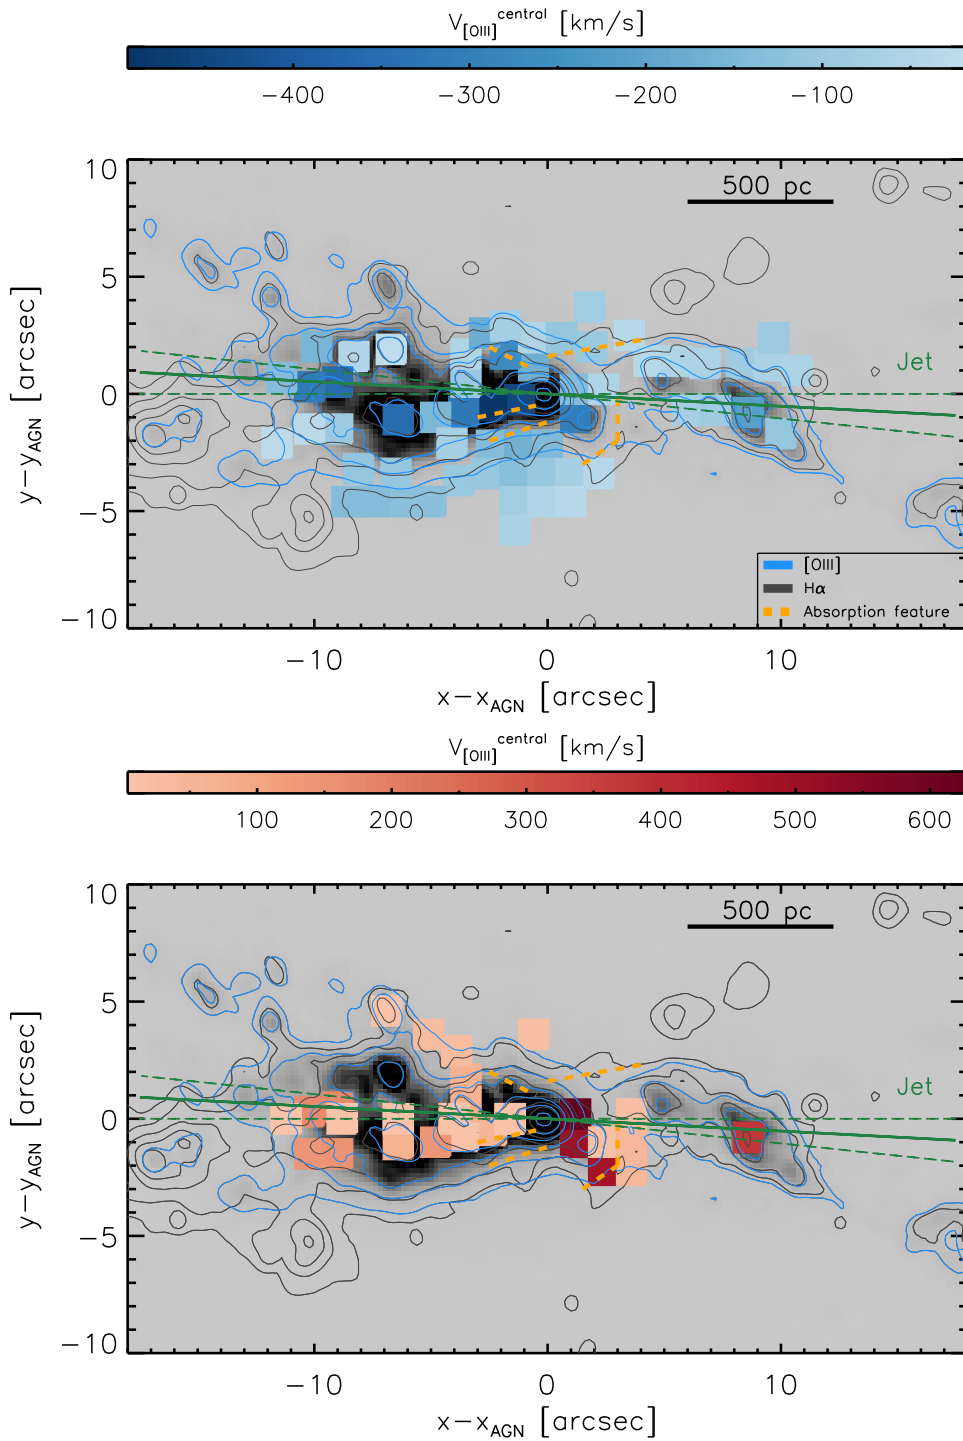 V[OIII]central [km/s]
−400 −300 −200 −100
10
5
0
−5
−10
y−yAGN [arcsec]
500 pc
Jet
[OIII]
Hα
Absorption feature
−10 0 10
x−xAGN [arcsec]
V[OIII]central [km/s]
100 200 300 400 500 600
10
5
0
−5
−10
y−yAGN [arcsec]
500 pc
Jet
−10 0 10
x−xAGN [arcsec]